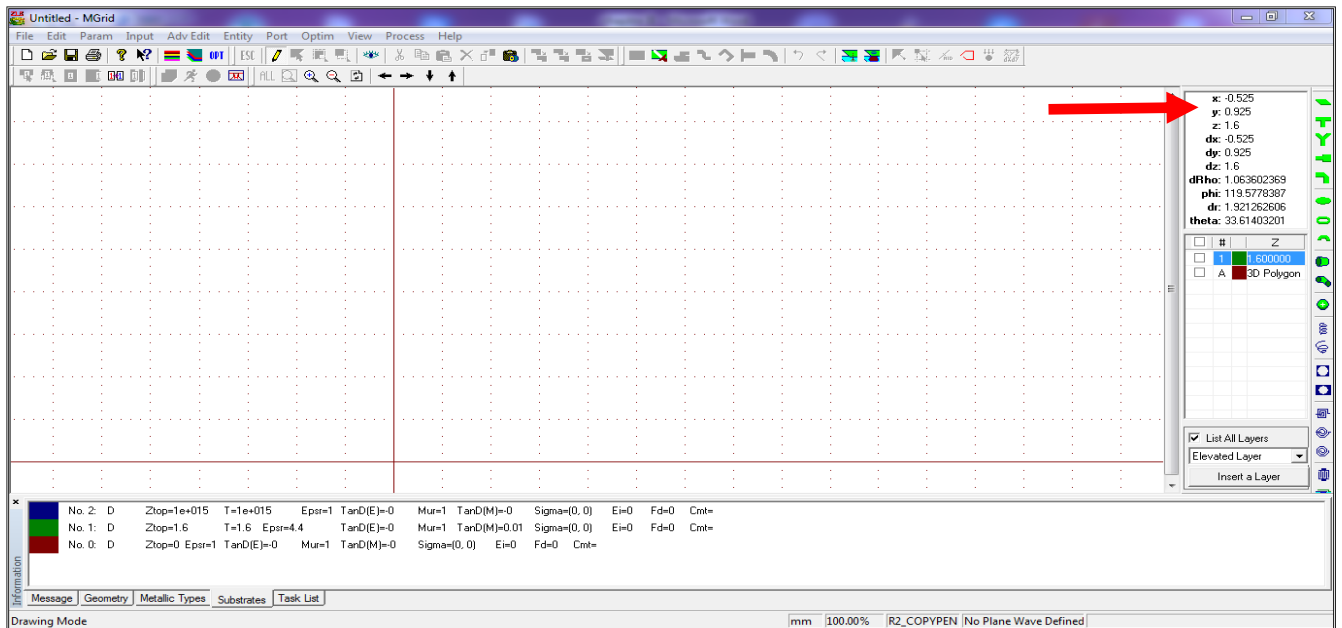 Untitled - MGrid
File Edit Param Input Adv Edit Entity Port Optim View Process Help
OPT ESC
ALL
x: -0.525
y: 0.925
z: 1.6
dx: -0.525
dy: 0.925
dz: 1.6
dRho: 1.063602369
phi: 119.5778387
dr: 1.921262606
theta: 33.61403201
# Z
1 1.600000
A 3D Polygon
List All Layers
Elevated Layer
Insert a Layer
No. 2: D Ztop=1e+015 T=1e+015 Epsr=1 TanD(E)=-0 Mur=1 TanD(M)=-0 Sigma=(0, 0) Ei=0 Fd=0 Cmt=
No. 1: D Ztop=1.6 T=1.6 Epsr=4.4 TanD(E)=-0 Mur=1 TanD(M)=0.01 Sigma=(0, 0) Ei=0 Fd=0 Cmt=
No. 0: D Ztop=0 Epsr=1 TanD(E)=-0 Mur=1 TanD(M)=-0 Sigma=(0, 0) Ei=0 Fd=0 Cmt=
Information
Message Geometry Metallic Types Substrates Task List
Drawing Mode mm 100.00% R2_COPYPEN No Plane Wave Defined